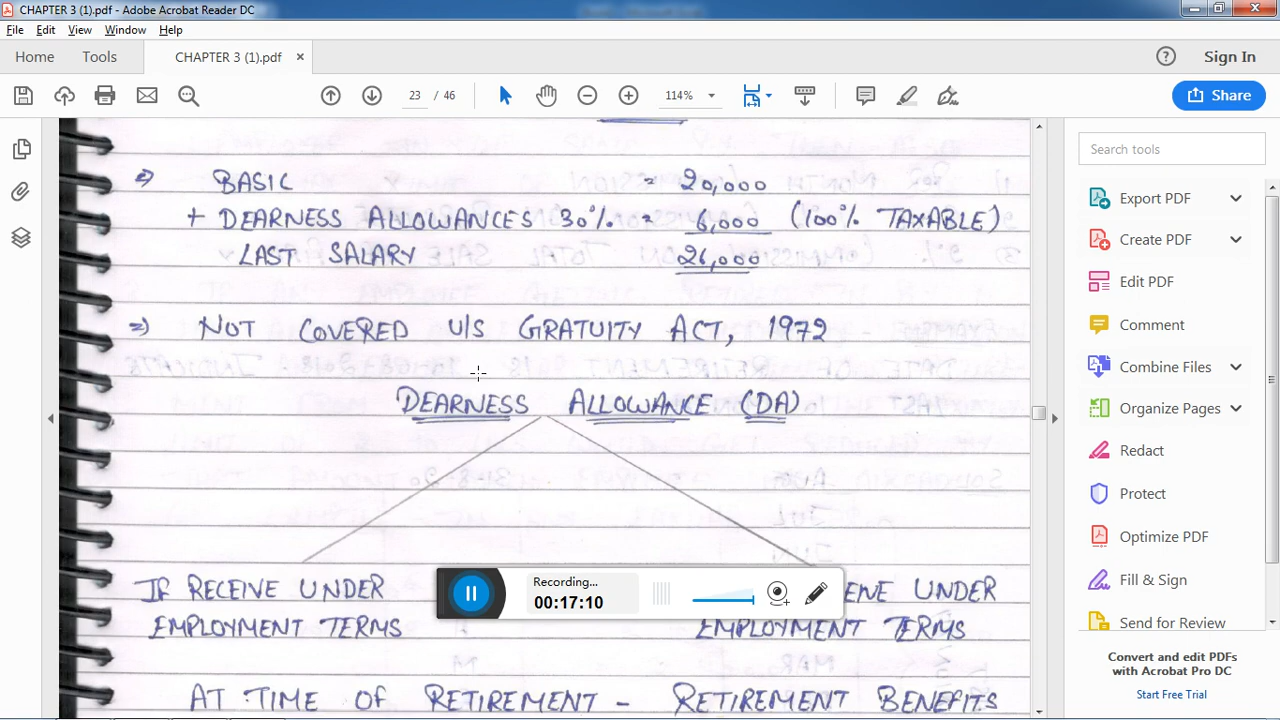 CHAPTER 3 (1).pdf - Adobe Acrobat Reader DC
File Edit View Window Help
Home Tools CHAPTER 3 (1).pdf × Sign In
23 / 46 114% Share
⇒ BASIC = 20,000
+ DEARNESS ALLOWANCES 30% = 6,000 (100% TAXABLE)
LAST SALARY 26,000
⇒ NOT COVERED U/S GRATUITY ACT, 1972
DEARNESS ALLOWANCE (DA)
IF RECEIVE UNDER
EMPLOYMENT TERMS
UNDER
EMPLOYMENT TERMS
AT TIME OF RETIREMENT - RETIREMENT BENEFITS
Recording...
00:17:10
Search tools
Export PDF
Create PDF
Edit PDF
Comment
Combine Files
Organize Pages
Redact
Protect
Optimize PDF
Fill & Sign
Send for Review
Convert and edit PDFs
with Acrobat Pro DC
Start Free Trial